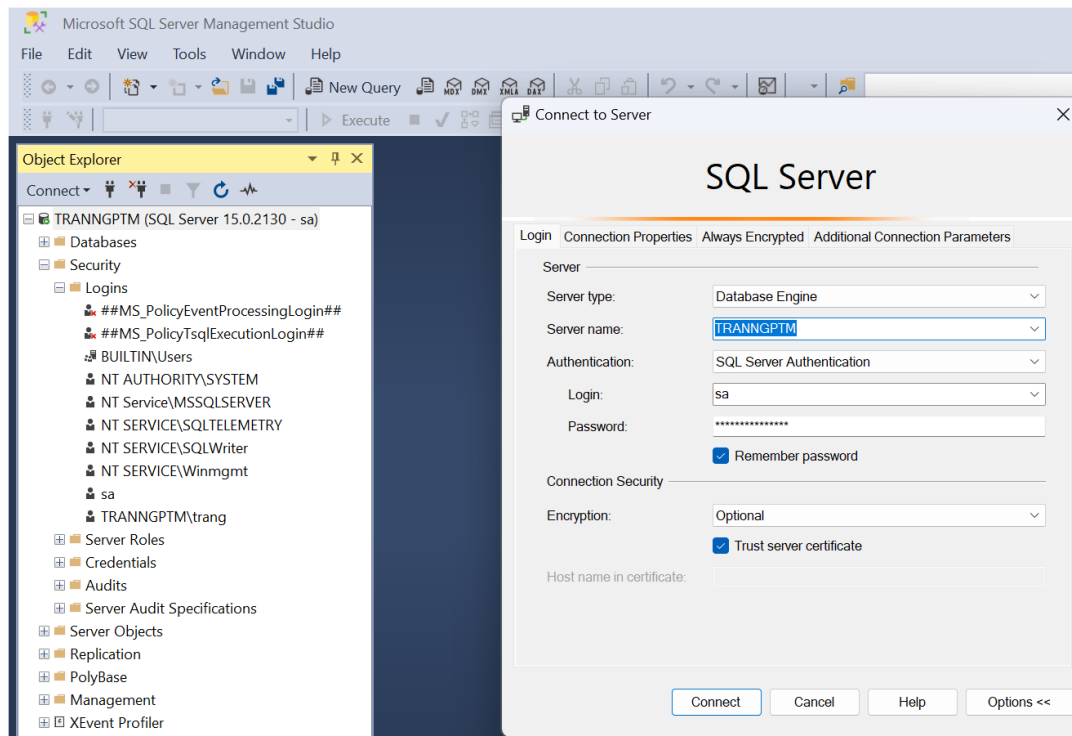 Microsoft SQL Server Management Studio
File Edit View Tools Window Help
New Query MDX DMX XMLA DAX
Execute
Object Explorer
Connect
TRANNGPTM (SQL Server 15.0.2130 - sa)
Databases
Security
Logins
##MS_PolicyEventProcessingLogin##
##MS_PolicyTsqlExecutionLogin##
BUILTIN\Users
NT AUTHORITY\SYSTEM
NT Service\MSSQLSERVER
NT SERVICE\SQLTELEMETRY
NT SERVICE\SQLWriter
NT SERVICE\Winmgmt
sa
TRANNGPTM\trang
Server Roles
Credentials
Audits
Server Audit Specifications
Server Objects
Replication
PolyBase
Management
XEvent Profiler
Connect to Server
SQL Server
Login Connection Properties Always Encrypted Additional Connection Parameters
Server
Server type: Database Engine
Server name: TRANNGPTM
Authentication: SQL Server Authentication
Login: sa
Password: ***************
Remember password
Connection Security
Encryption: Optional
Trust server certificate
Host name in certificate:
Connect Cancel Help Options <<